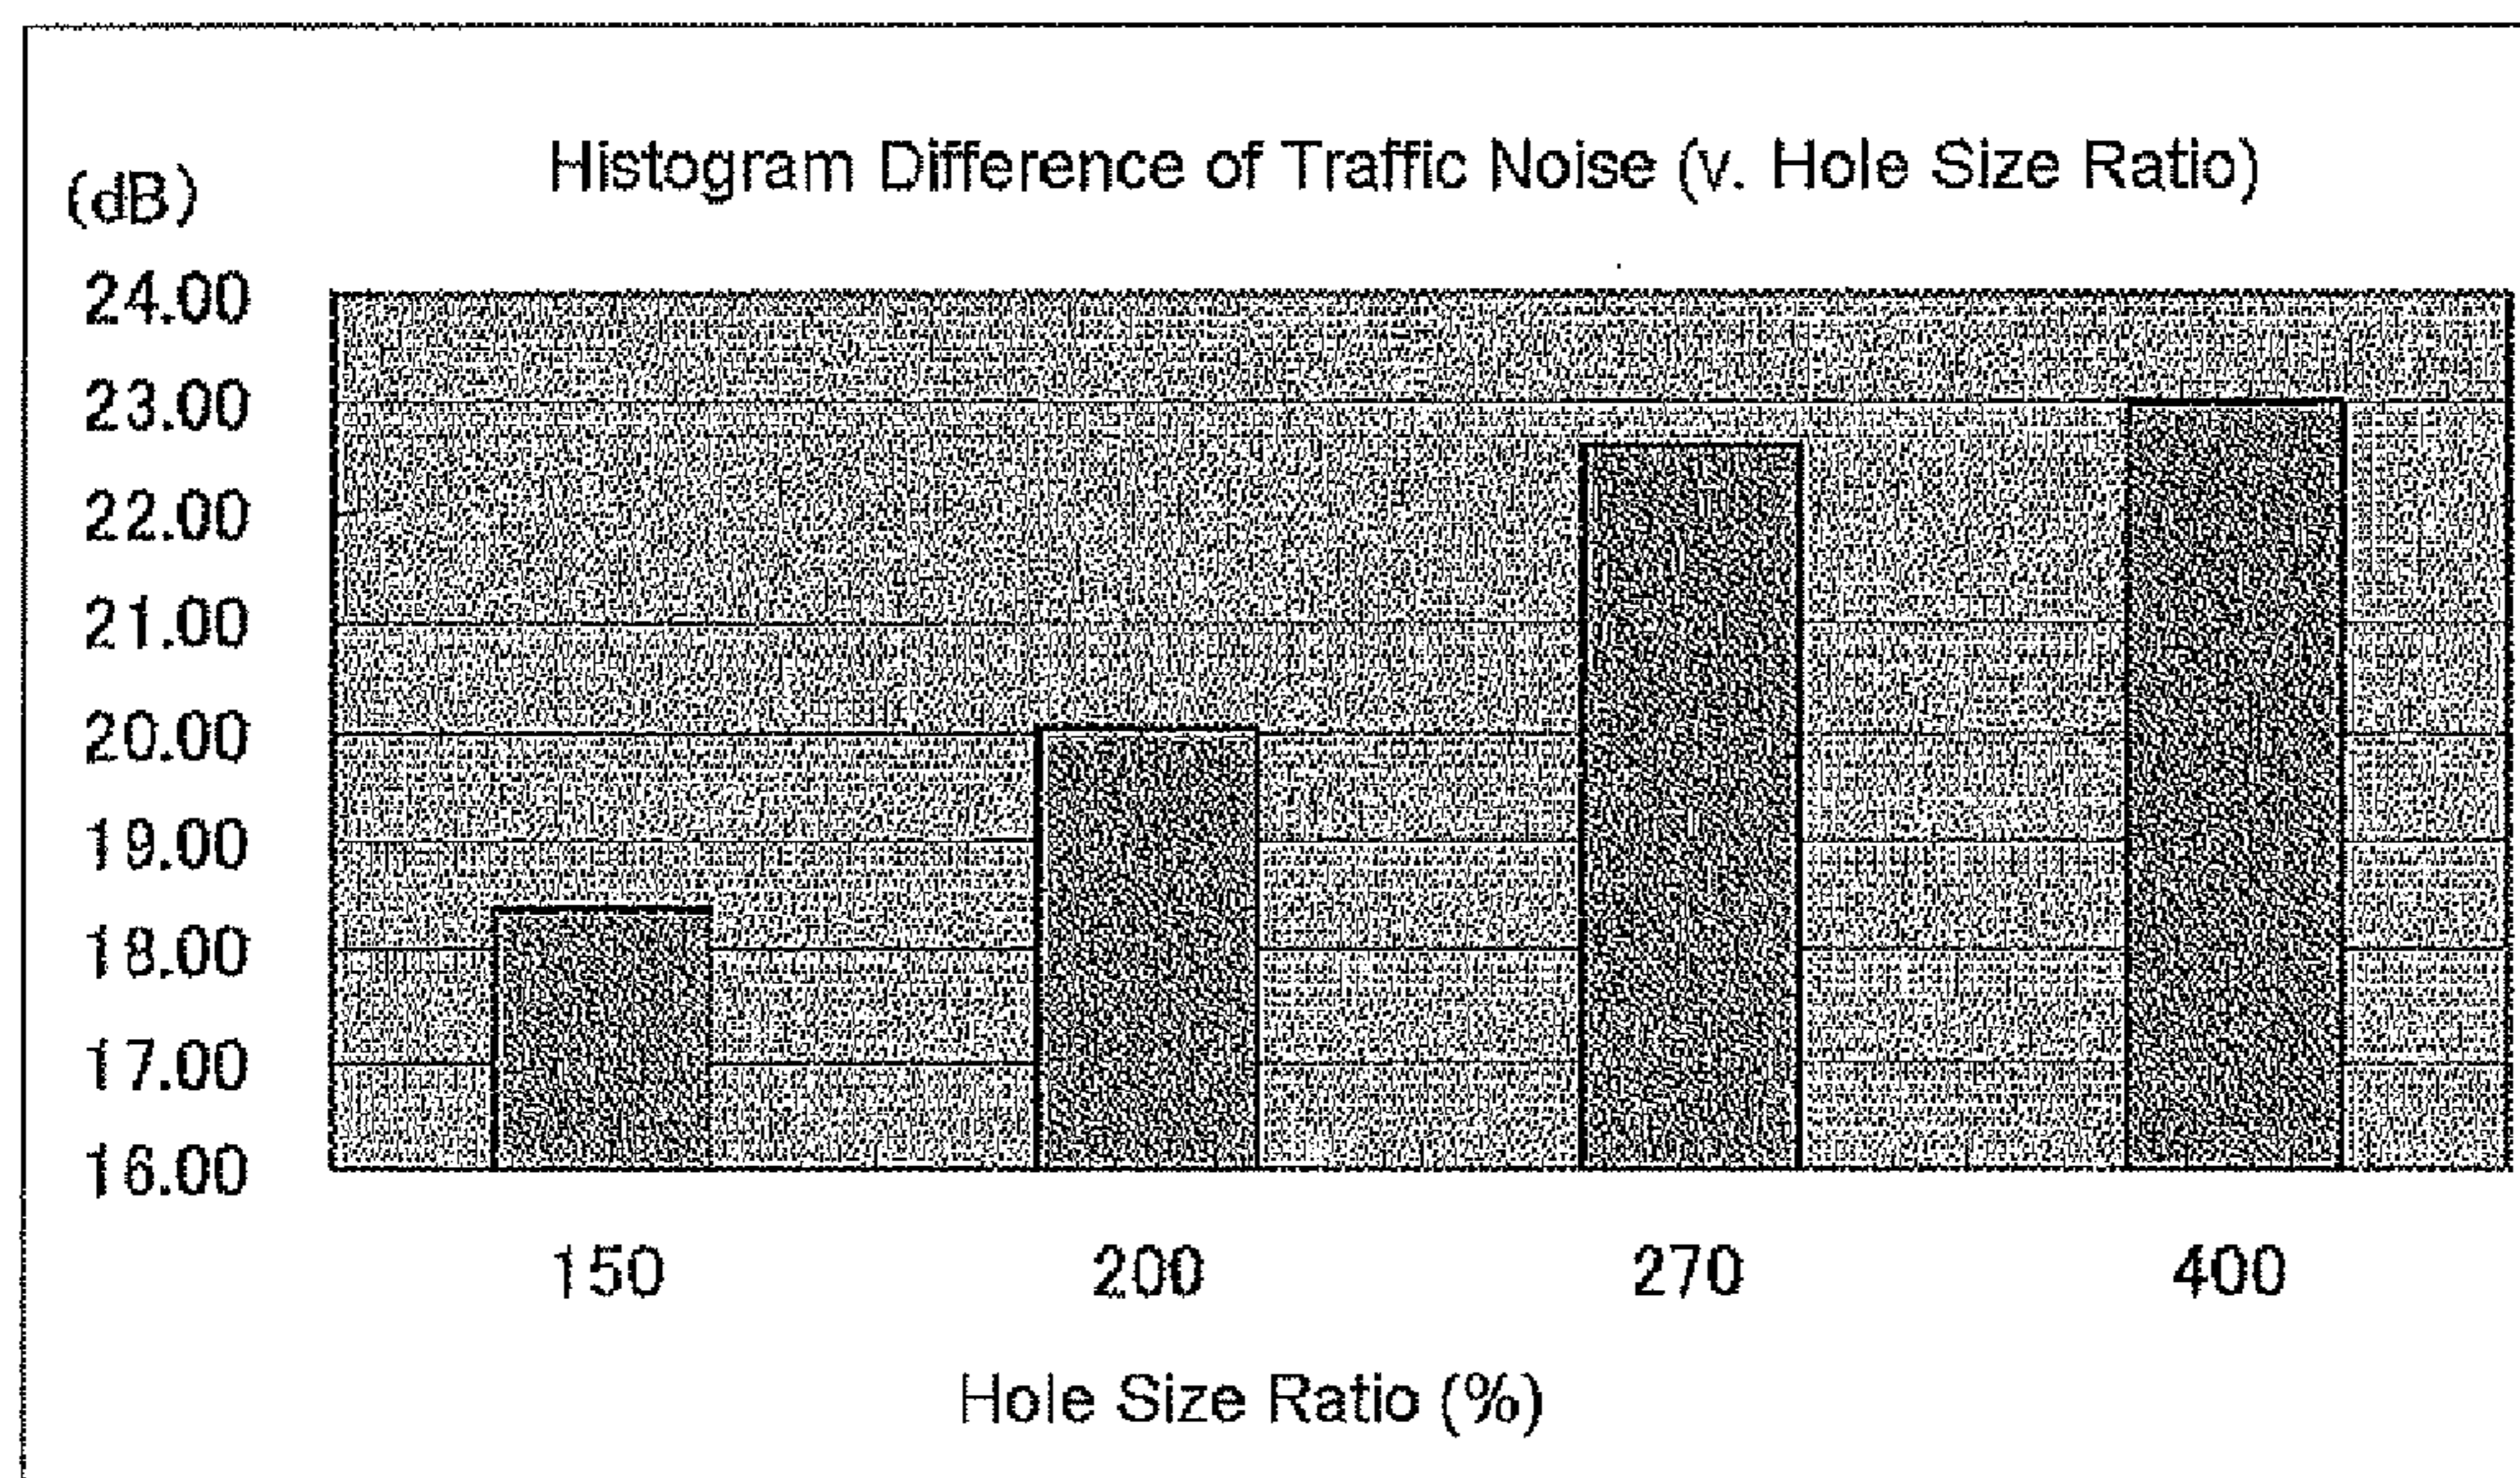 Histogram Difference of Traffic Noise (v. Hole Size Ratio)
(dB)
24.00
23.00
22.00
21.00
20.00
19.00
18.00
17.00
16.00
150 200 270 400
Hole Size Ratio (%)